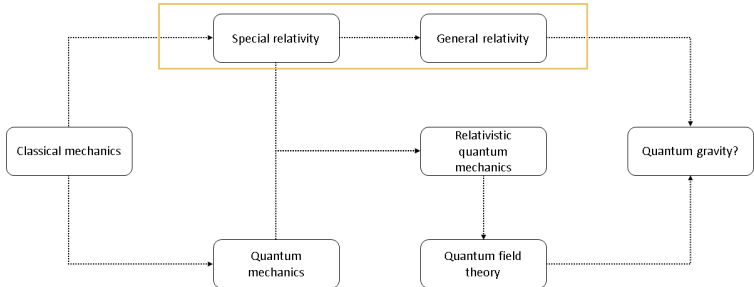 Special relativity
General relativity
Classical mechanics
Relativistic
quantum
mechanics
Quantum gravity?
Quantum
mechanics
Quantum field
theory